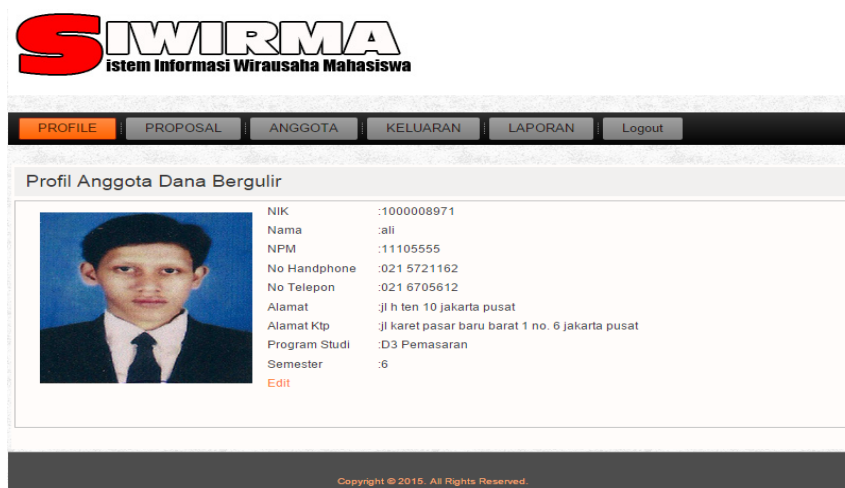 SIWIRMA
istem Informasi Wirausaha Mahasiswa
PROFILE PROPOSAL ANGGOTA KELUARAN LAPORAN Logout
Profil Anggota Dana Bergulir
NIK :1000008971
Nama :ali
NPM :11105555
No Handphone :021 5721162
No Telepon :021 6705612
Alamat :jl h ten 10 jakarta pusat
Alamat Ktp :jl karet pasar baru barat 1 no. 6 jakarta pusat
Program Studi :D3 Pemasaran
Semester :6
Edit
Copyright © 2015. All Rights Reserved.